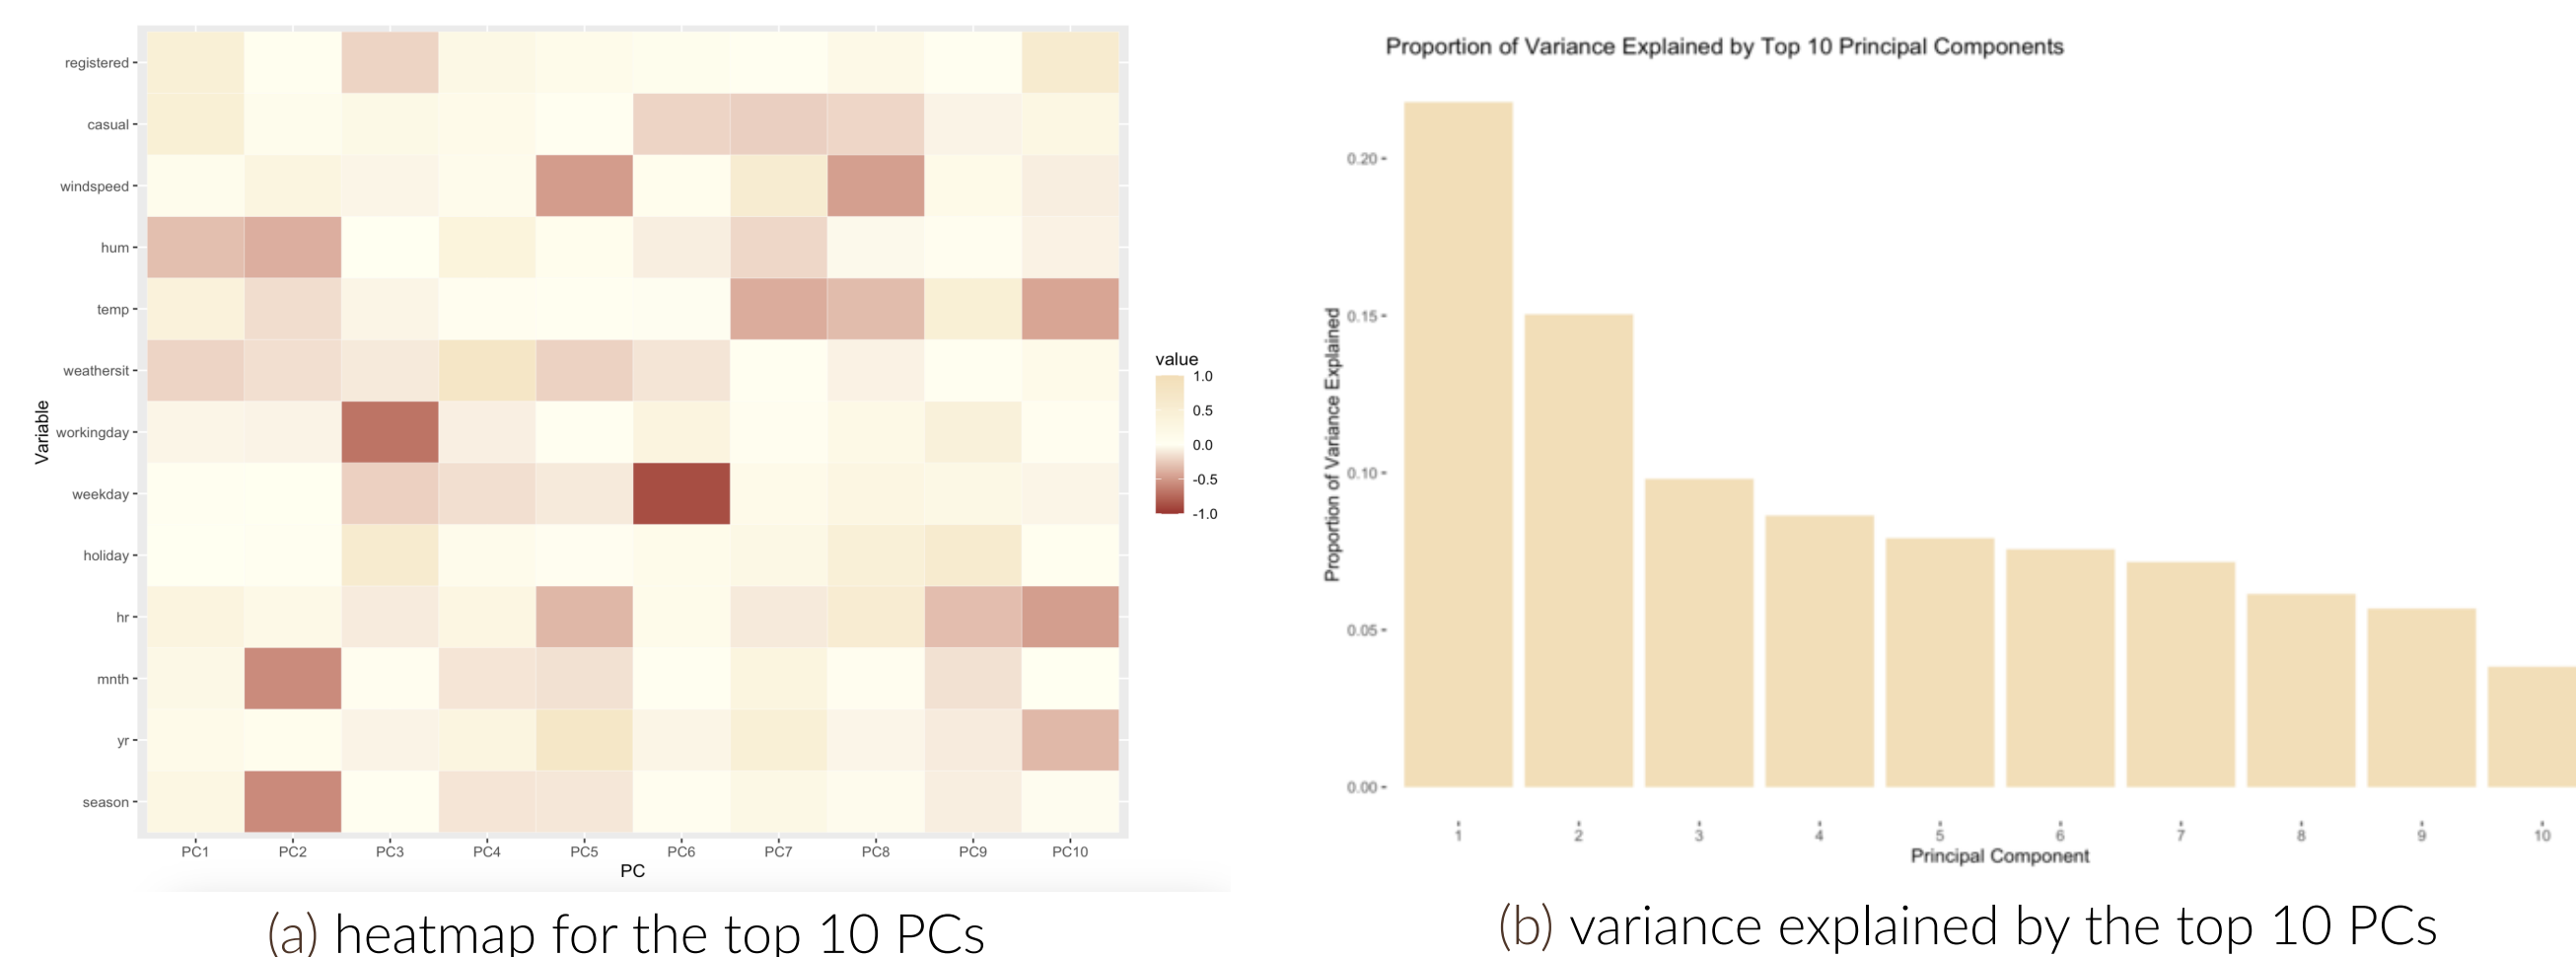 registered
casual
windspeed
hum
temp
weathersit
workingday
weekday
holiday
hr
mnth
yr
season
Variable
PC1 PC2 PC3 PC4 PC5 PC6 PC7 PC8 PC9 PC10
PC
value
1.0
0.5
0.0
-0.5
-1.0
(a) heatmap for the top 10 PCs
Proportion of Variance Explained by Top 10 Principal Components
Proportion of Variance Explained
0.20
0.15
0.10
0.05
0.00
1 2 3 4 5 6 7 8 9 10
Principal Component
(b) variance explained by the top 10 PCs